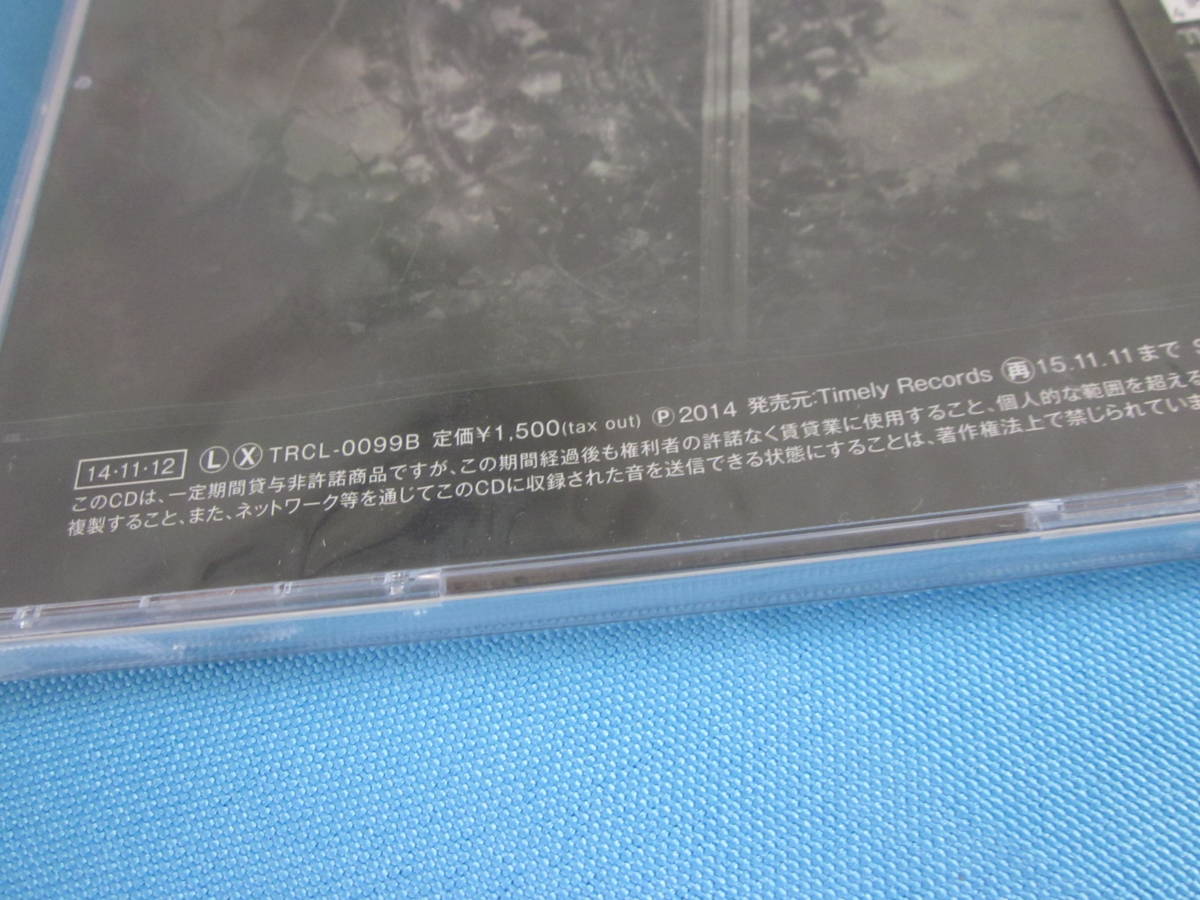 14・11・12 Ⓛ Ⓧ TRCL-0099B 定価¥1,500(tax out) Ⓟ2014 発売元:Timely Records ㊢15.11.11まで
このCDは、一定期間貸与非許諾商品ですが、この期間経過後も権利者の許諾なく賃貸業に使用すること、個人的な範囲を超える
複製すること、また、ネットワーク等を通じてこのCDに収録された音を送信できる状態にすることは、著作権法上で禁じられていま